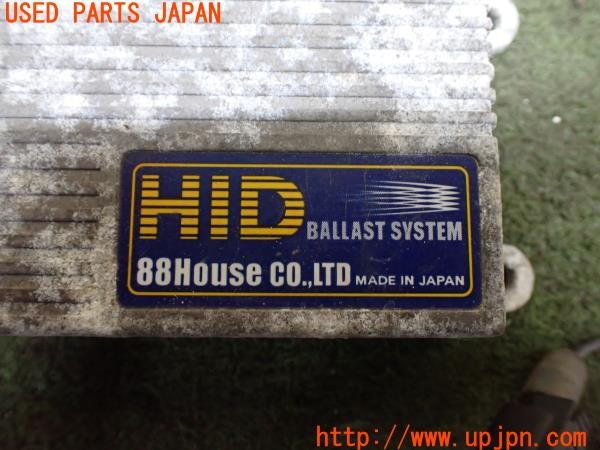 USED PARTS JAPAN
HID BALLAST SYSTEM
88House CO.,LTD MADE IN JAPAN
http://www.upjpn.com